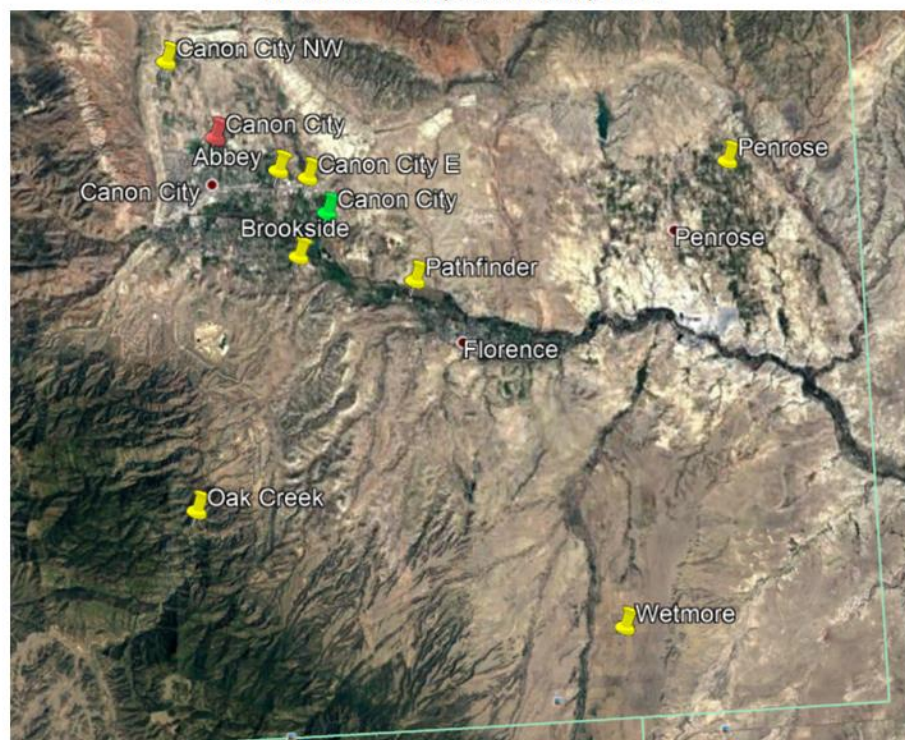 Canon City NW
Canon City
Abbey
Canon City E
Penrose
Canon City
Canon City
Brookside
Penrose
Pathfinder
Florence
Oak Creek
Wetmore